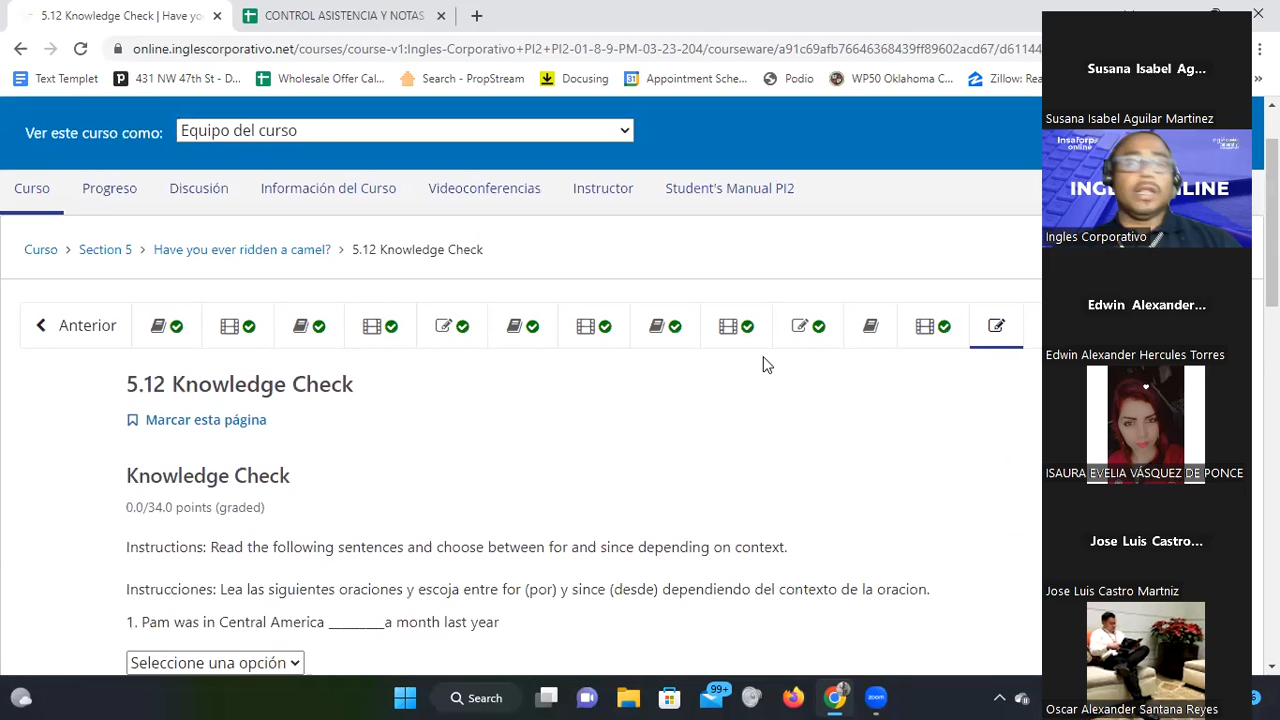 5.12 Knowledge Check | Have yo
CONTROL ASISTENCIA Y NOTAS
online.inglescorporativo.net/courses/course-v1:Ingles-Corporativo+PI2+PI2-01-8-9-PM-03-23-204/courseware/a91c69afb76646368439ff89602acd67/d61144
Text Templet
431 NW 47th St - D...
Wholesale Offer Cal...
Search - PropStream
Docusing
Appointment Sche...
Podio
WP50 Oklahoma C...
Zillow: Rea
Ver este curso como:
Equipo del curso
Curso
Progreso
Discusión
Información del Curso
Videoconferencias
Instructor
Student's Manual PI2
Curso > Section 5 > Have you ever ridden a camel? > 5.12 Knowledge Check
Anterior
5.12 Knowledge Check
Marcar esta página
Knowledge Check
0.0/34.0 points (graded)
Instructions: Read the following sentences and choose between for and since depending on context.
Instrucciones: Lea las siguientes oraciones y escoja entre for (por) y since (desde) dependiendo del contexto de la oracion.
1. Pam was in Central America _________a month last year
Seleccione una opción
Search
99+
zoom
Susana Isabel Ag...
Susana Isabel Aguilar Martinez
Insaforp
online
Ingles Corporativo
Edwin Alexander...
Edwin Alexander Hercules Torres
ISAURA EVELIA VÁSQUEZ DE PONCE
Jose Luis Castro...
Jose Luis Castro Martniz
Oscar Alexander Santana Reyes